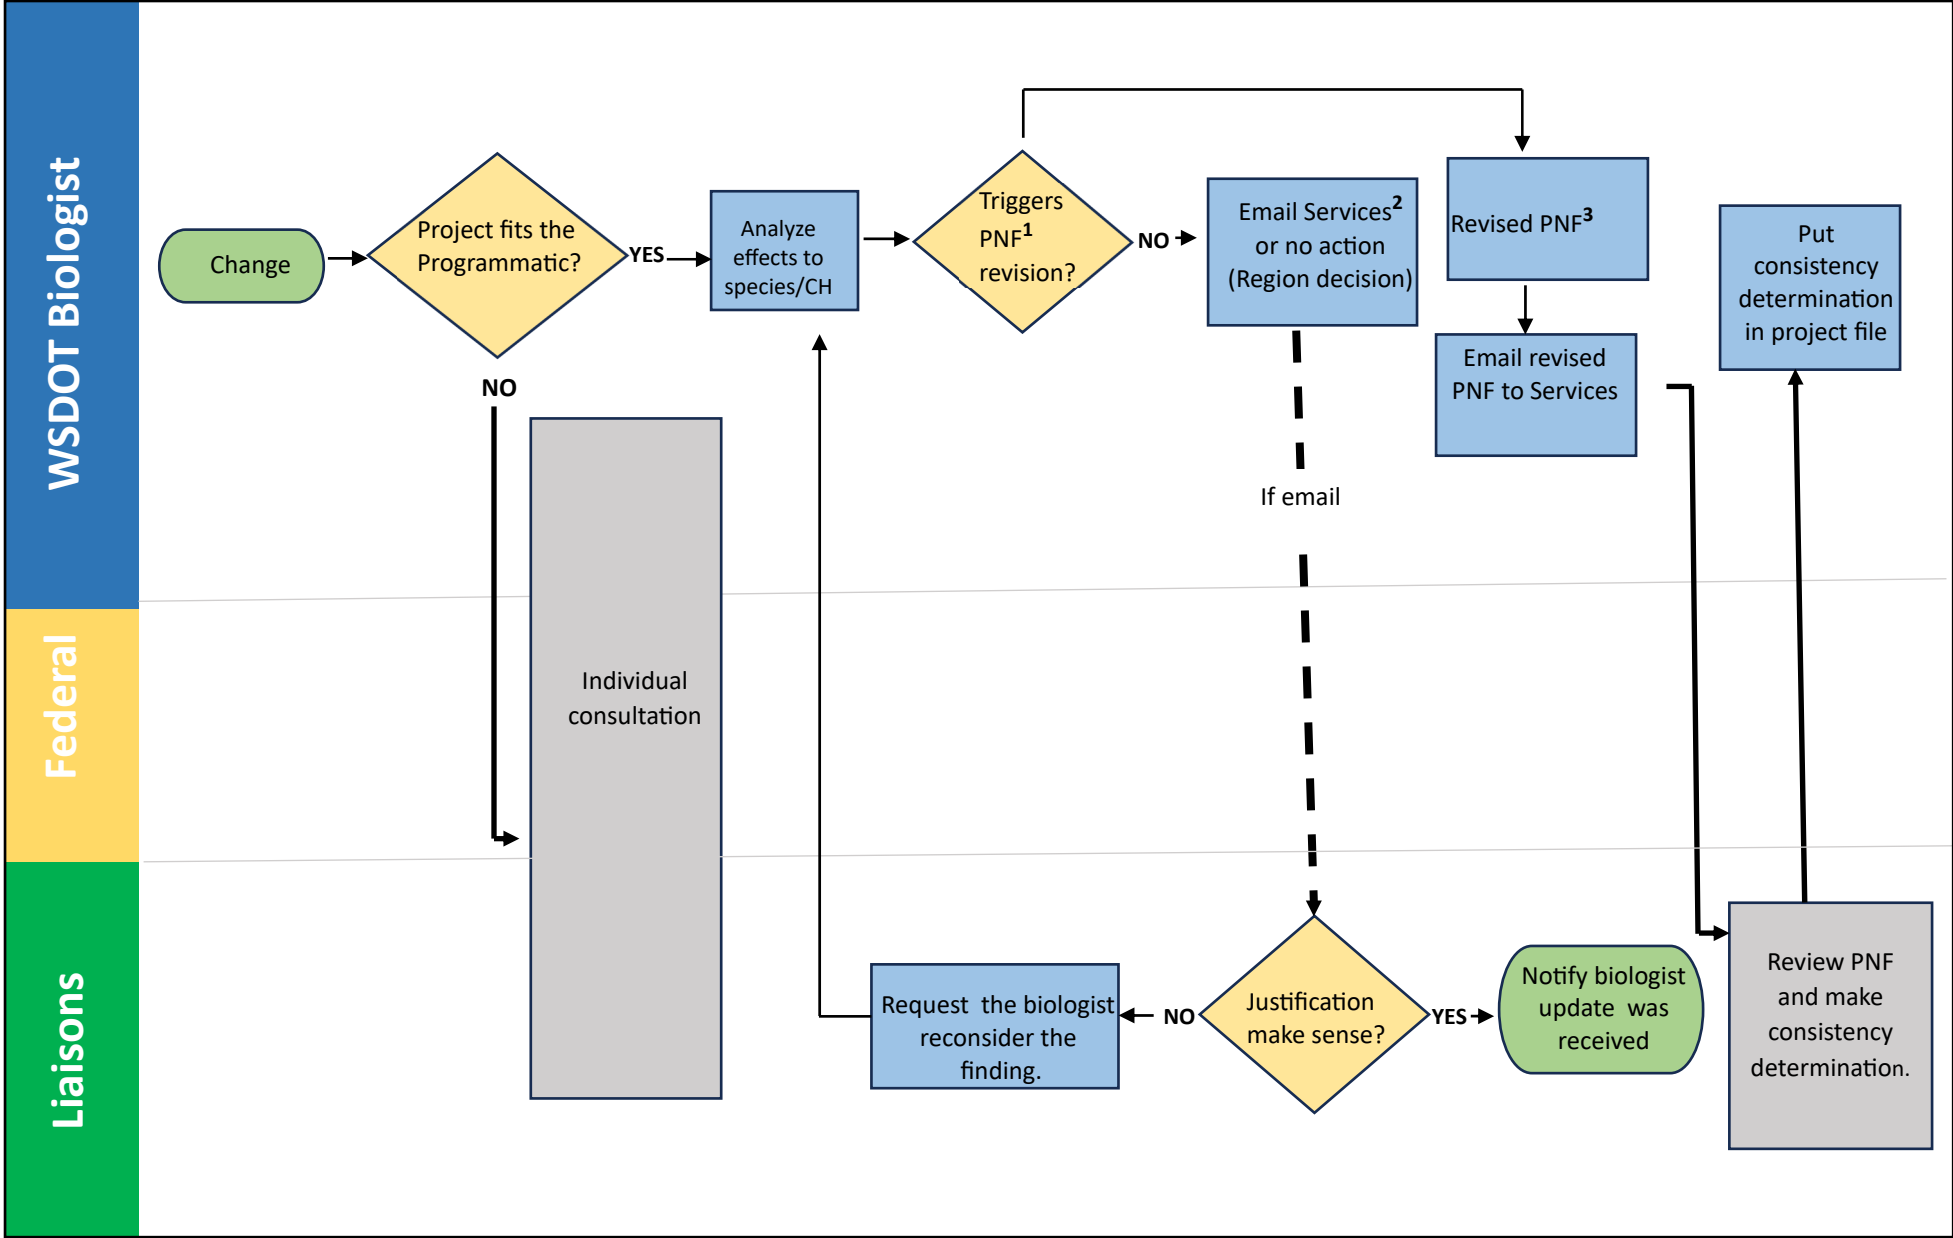 WSDOT Biologist
Change
Project fits the
Programmatic?
YES
NO
Analyze
effects to
species/CH
Triggers
PNF1
revision?
NO
Email Services2
or no action
(Region decision)
Revised PNF3
Email revised
PNF to Services
Put
consistency
determination
in project file
If email
Federal
Individual
consultation
Liaisons
Request  the biologist
reconsider the
finding.
NO
Justification
make sense?
YES
Notify biologist
update  was
received
Review PNF
and make
consistency
determination.